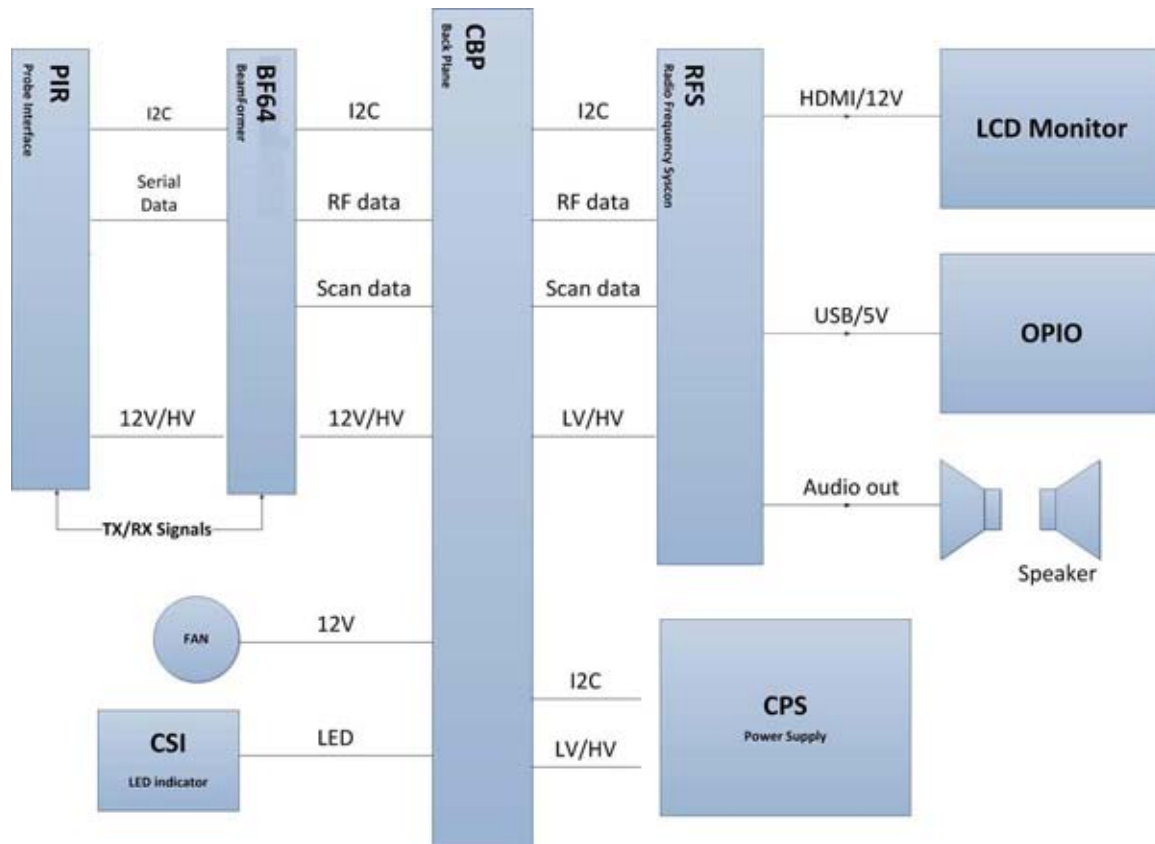 PIR
Probe Interface
I2C
Serial
Data
12V/HV
BF64
BeamFormer
TX/RX Signals
I2C
RF data
Scan data
12V/HV
CBP
Back Plane
I2C
RF data
Scan data
LV/HV
RFS
Radio Frequency Syscon
HDMI/12V
LCD Monitor
USB/5V
OPIO
Audio out
Speaker
FAN
12V
CSI
LED indicator
LED
I2C
LV/HV
CPS
Power Supply